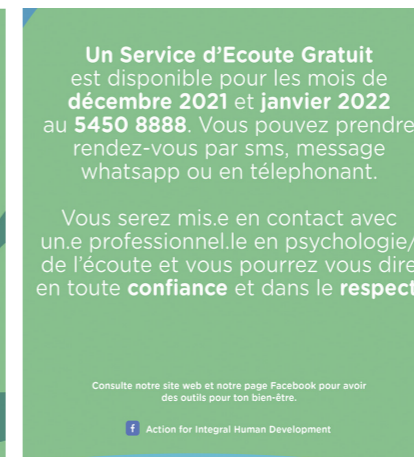 Un Service d'Ecoute Gratuit
est disponible pour les mois de
décembre 2021 et janvier 2022
au 5450 8888. Vous pouvez prendre
rendez-vous par sms, message
whatsapp ou en télephonant.
Vous serez mis.e en contact avec
un.e professionnel.le en psychologie/
de l'écoute et vous pourrez vous dire
en toute confiance et dans le respect
Consulte notre site web et notre page Facebook pour avoir
des outils pour ton bien-être.
f Action for Integral Human Development